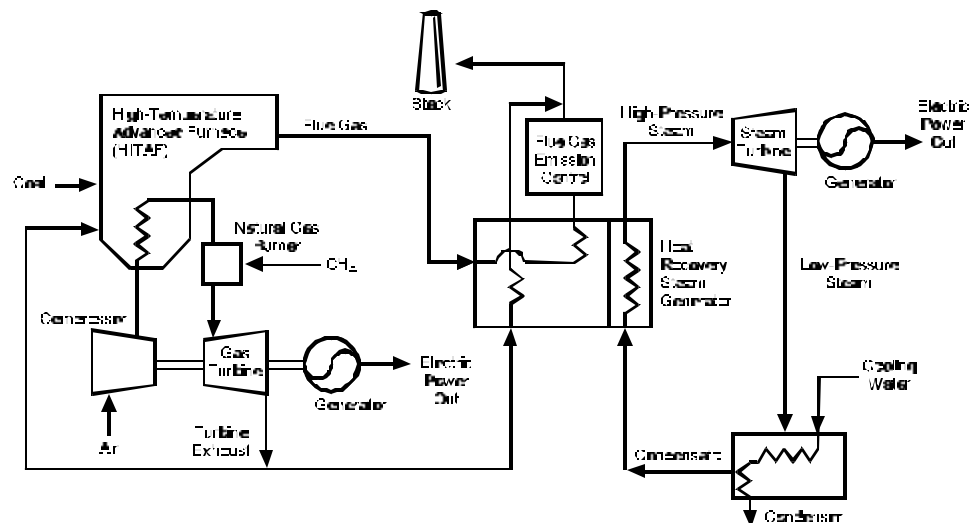 Stack
High-Temperature
Advanced Furnace
(HITAF)
Flue Gas
Coal
Flue Gas
Emission
Control
High-Pressure
Steam
Steam
Turbine
Generator
Electric
Power
Out
Natural Gas
Burner
CH4
Heat
Recovery
Steam
Generator
Low-Pressure
Steam
Compressor
Gas
Turbine
Generator
Electric
Power
Out
Air
Turbine
Exhaust
Cooling
Water
Condensate
Condenser